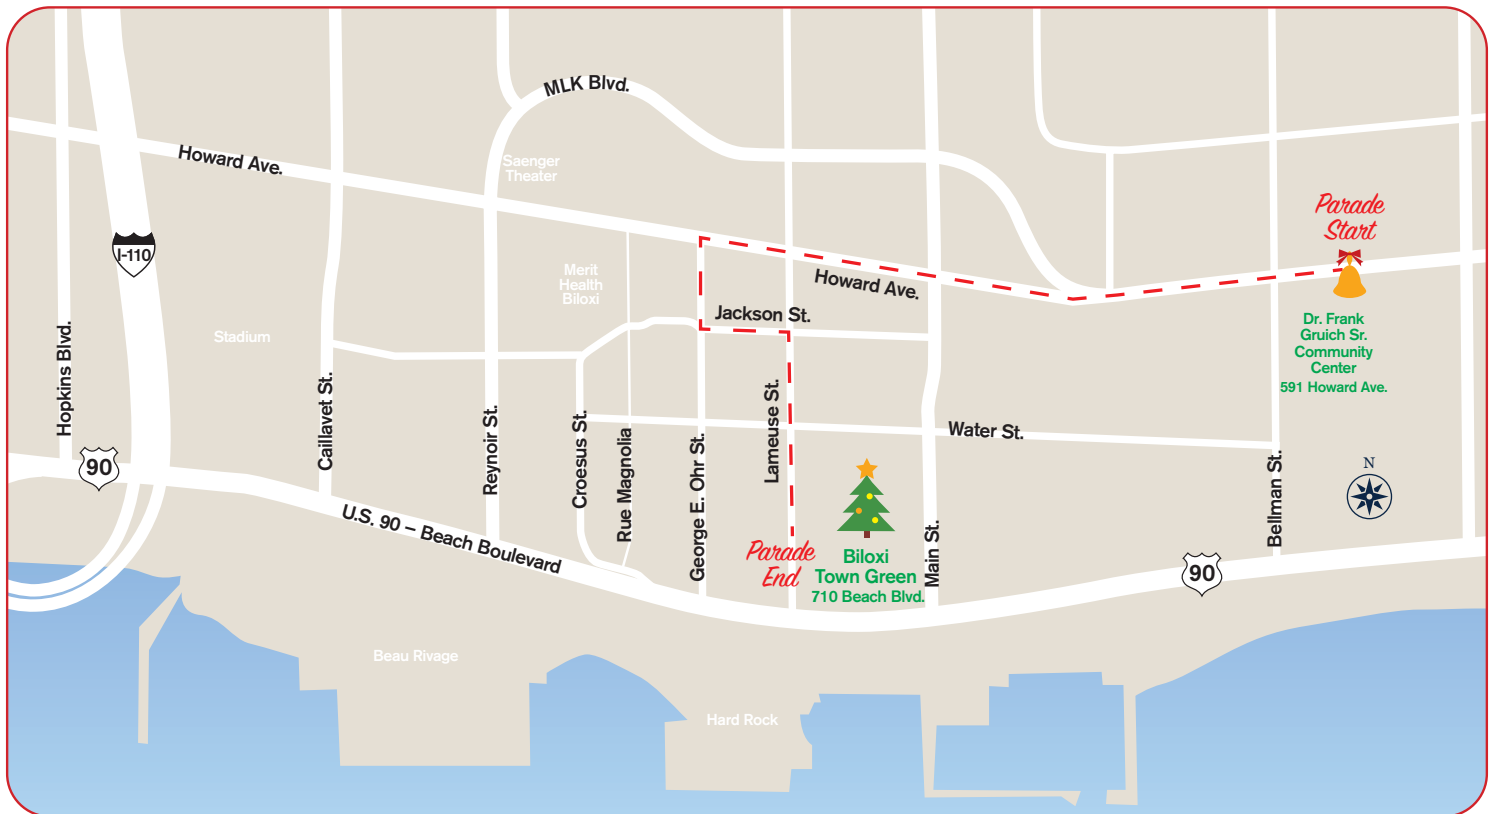 MLK Blvd.
Howard Ave.
Saenger
Theater
Parade
Start
I-110
Merit
Health
Biloxi
Howard Ave.
Jackson St.
Dr. Frank
Gruich Sr.
Community
Center
591 Howard Ave.
Stadium
Hopkins Blvd.
Caillavet St.
Reynoir St.
Croesus St.
Rue Magnolia
George E. Ohr St.
Lameuse St.
Water St.
Main St.
Bellman St.
N
90
U.S. 90 – Beach Boulevard
Parade
End
Biloxi
Town Green
710 Beach Blvd.
90
Beau Rivage
Hard Rock